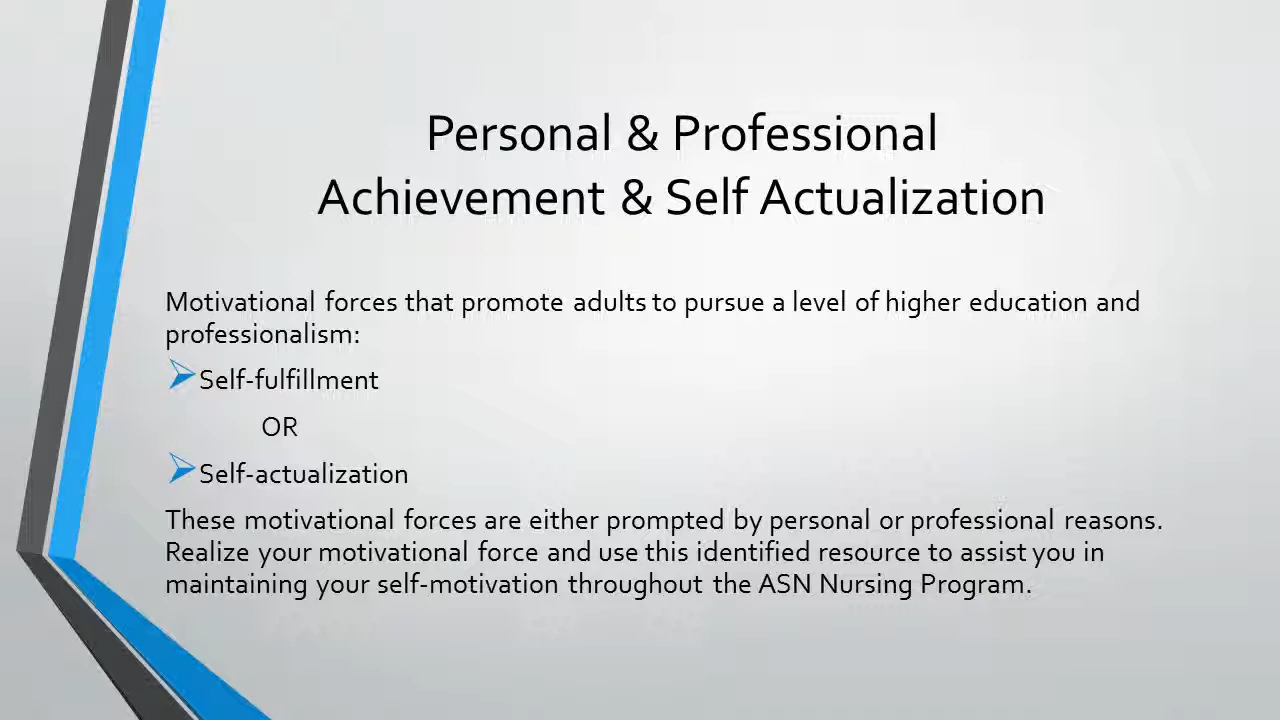 Personal & Professional
Achievement & Self Actualization
Motivational forces that promote adults to pursue a level of higher education and
professionalism:
Self-fulfillment
OR
Self-actualization
These motivational forces are either prompted by personal or professional reasons.
Realize your motivational force and use this identified resource to assist you in
maintaining your self-motivation throughout the ASN Nursing Program.